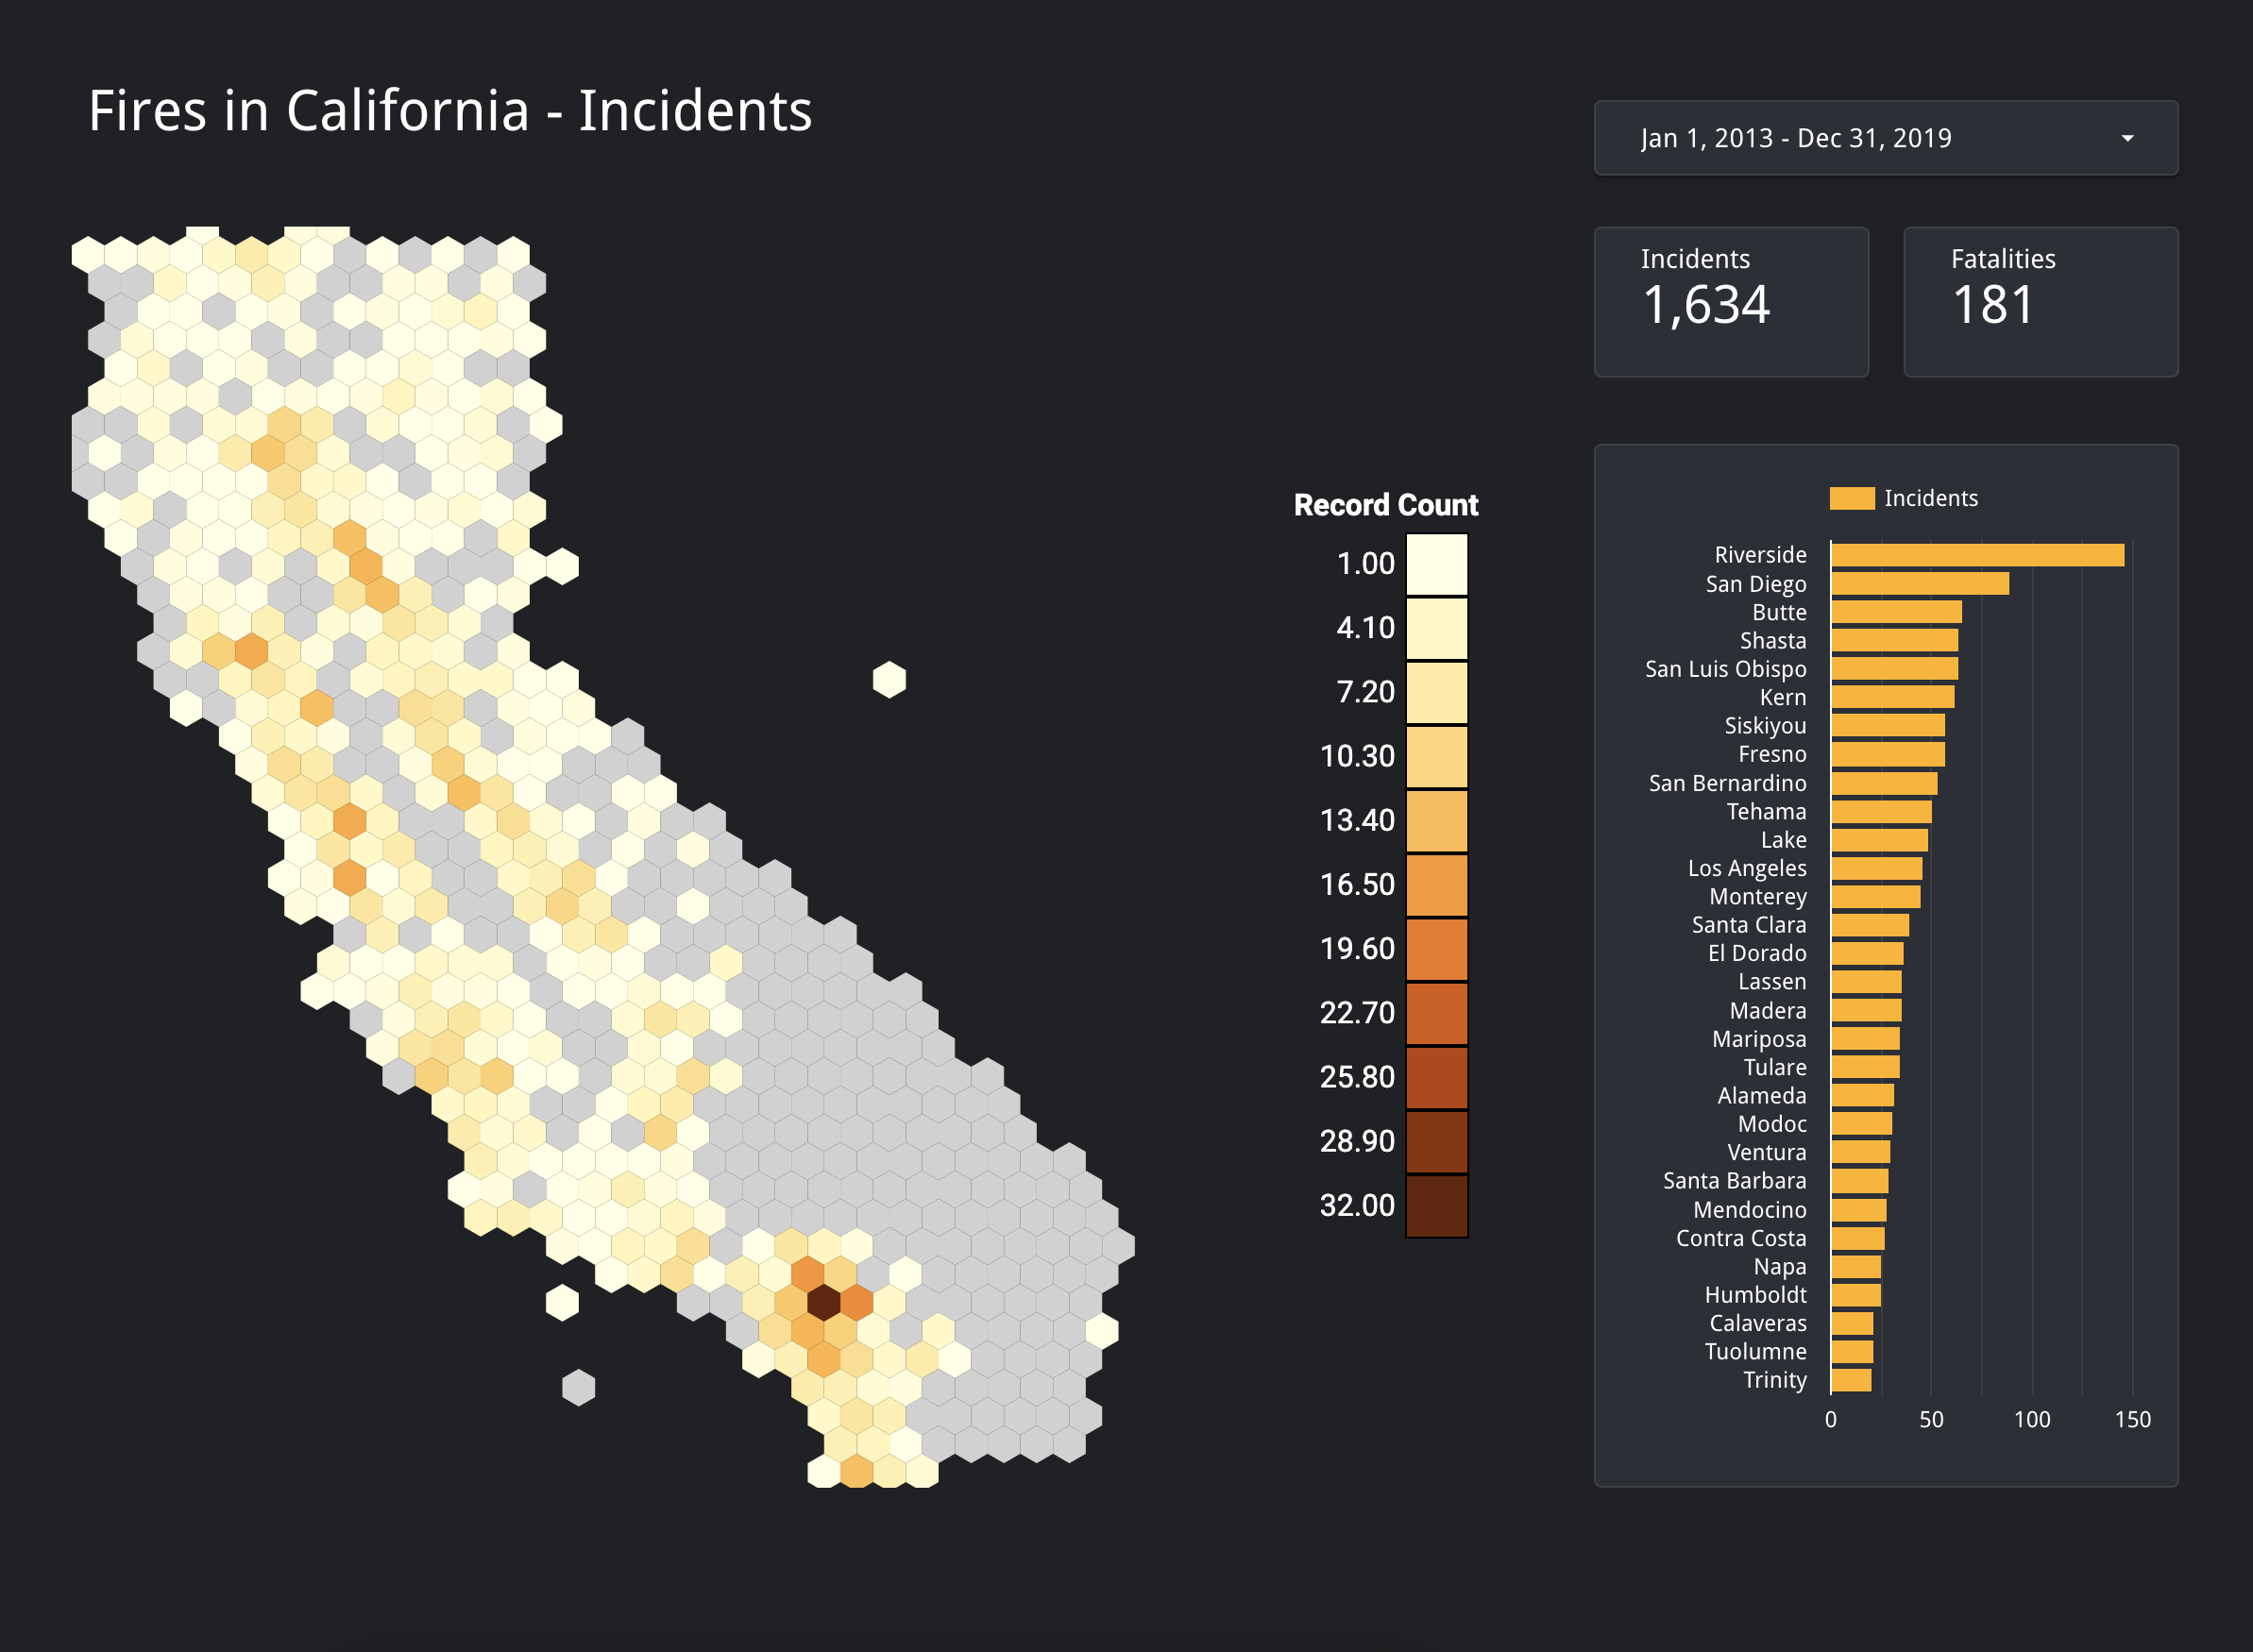 Fires in California - Incidents
Jan 1, 2013 - Dec 31, 2019
Incidents
1,634
Fatalities
181
Record Count
1.00
4.10
7.20
10.30
13.40
16.50
19.60
22.70
25.80
28.90
32.00
Incidents
Riverside
San Diego
Butte
Shasta
San Luis Obispo
Kern
Siskiyou
Fresno
San Bernardino
Tehama
Lake
Los Angeles
Monterey
Santa Clara
El Dorado
Lassen
Madera
Mariposa
Tulare
Alameda
Modoc
Ventura
Santa Barbara
Mendocino
Contra Costa
Napa
Humboldt
Calaveras
Tuolumne
Trinity
0 50 100 150